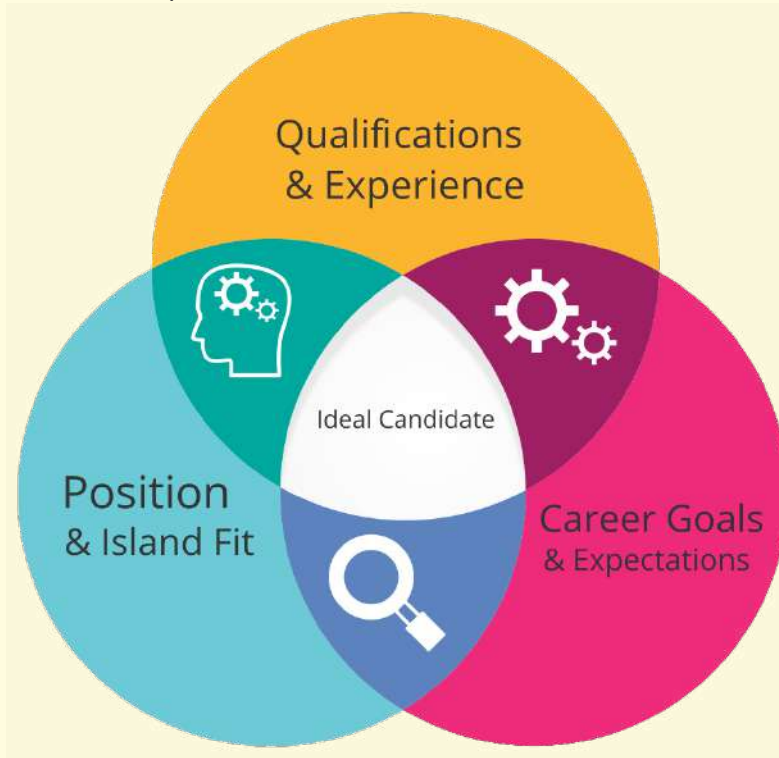 Qualifications
& Experience
Ideal Candidate
Position
& Island Fit
Career Goals
& Expectations